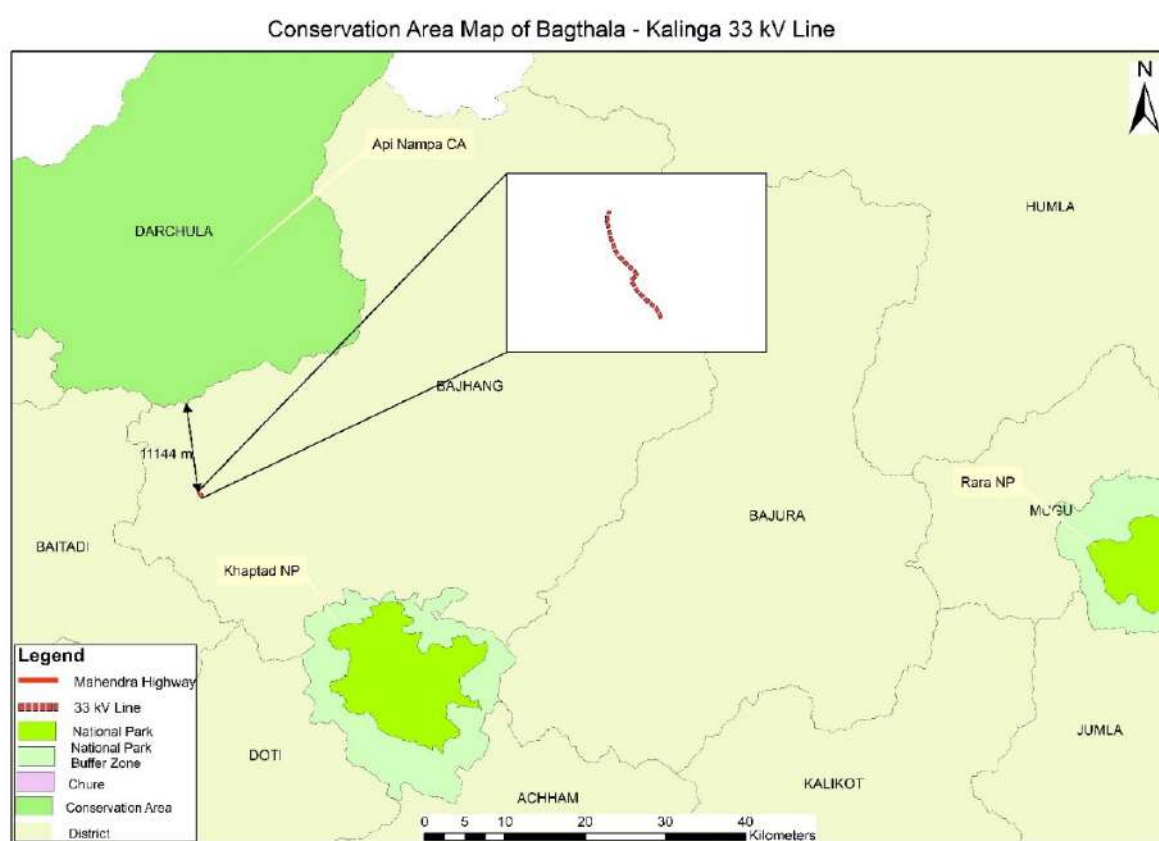 Conservation Area Map of Bagthala - Kalinga 33 kV Line
N
Api Nampa CA
HUMLA
DARCHULA
BAJHANG
11144 m
Rara NP
MUGU
BAJURA
BAITADI
Khaptad NP
Legend
Mahendra Highway
33 kV Line
National Park
National Park
Buffer Zone
Chure
Conservation Area
District
DOTI
JUMLA
KALIKOT
ACHHAM
0 5 10 20 30 40
Kilometers